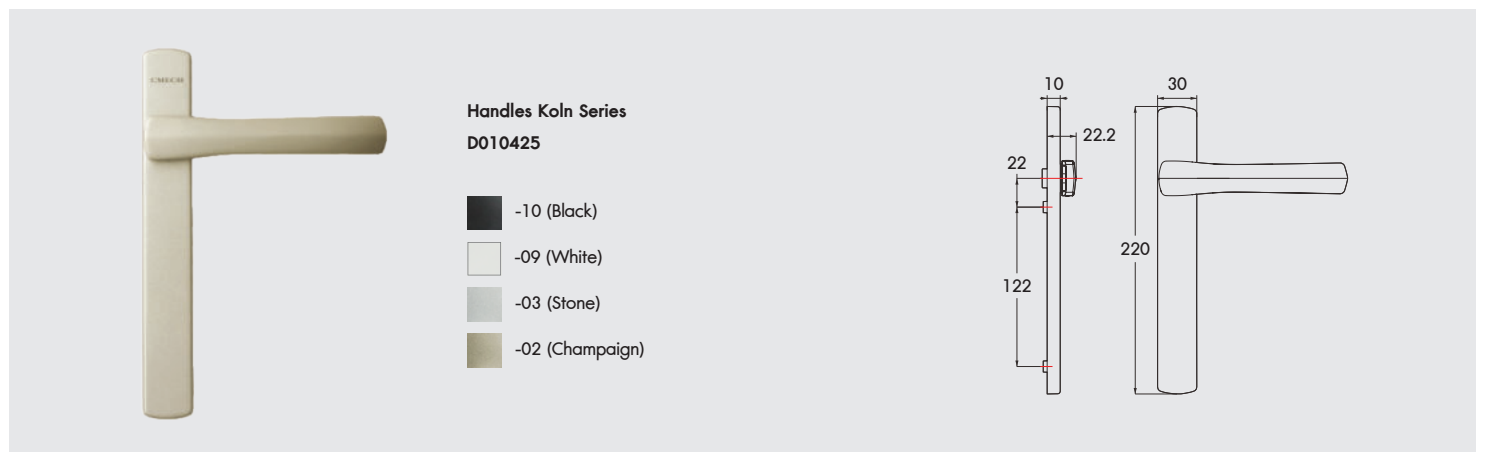 CMECH
Handles Koln Series
D010425
-10 (Black)
-09 (White)
-03 (Stone)
-02 (Champaign)
10
30
22.2
22
220
122